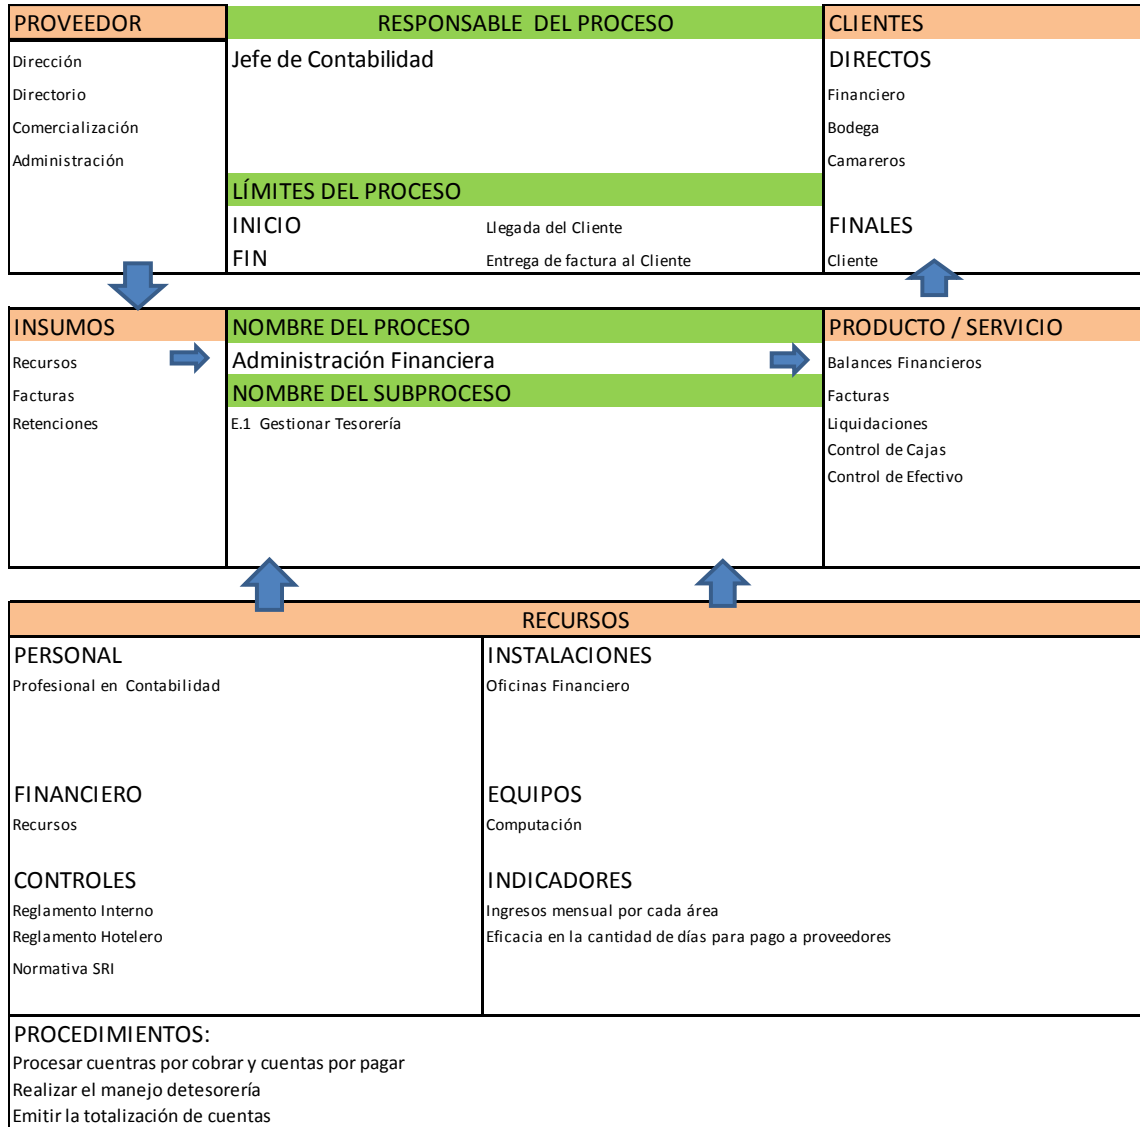 PROVEEDOR
Dirección
Directorio
Comercialización
Administración
RESPONSABLE DEL PROCESO
Jefe de Contabilidad
LÍMITES DEL PROCESO
INICIO Llegada del Cliente
FIN Entrega de factura al Cliente
CLIENTES
DIRECTOS
Financiero
Bodega
Camareros
FINALES
Cliente
INSUMOS
Recursos
Facturas
Retenciones
NOMBRE DEL PROCESO
Administración Financiera
NOMBRE DEL SUBPROCESO
E.1 Gestionar Tesorería
PRODUCTO / SERVICIO
Balances Financieros
Facturas
Liquidaciones
Control de Cajas
Control de Efectivo
RECURSOS
PERSONAL
Profesional en Contabilidad
INSTALACIONES
Oficinas Financiero
FINANCIERO
Recursos
EQUIPOS
Computación
CONTROLES
Reglamento Interno
Reglamento Hotelero
Normativa SRI
INDICADORES
Ingresos mensual por cada área
Eficacia en la cantidad de días para pago a proveedores
PROCEDIMIENTOS:
Procesar cuentras por cobrar y cuentas por pagar
Realizar el manejo detesorería
Emitir la totalización de cuentas